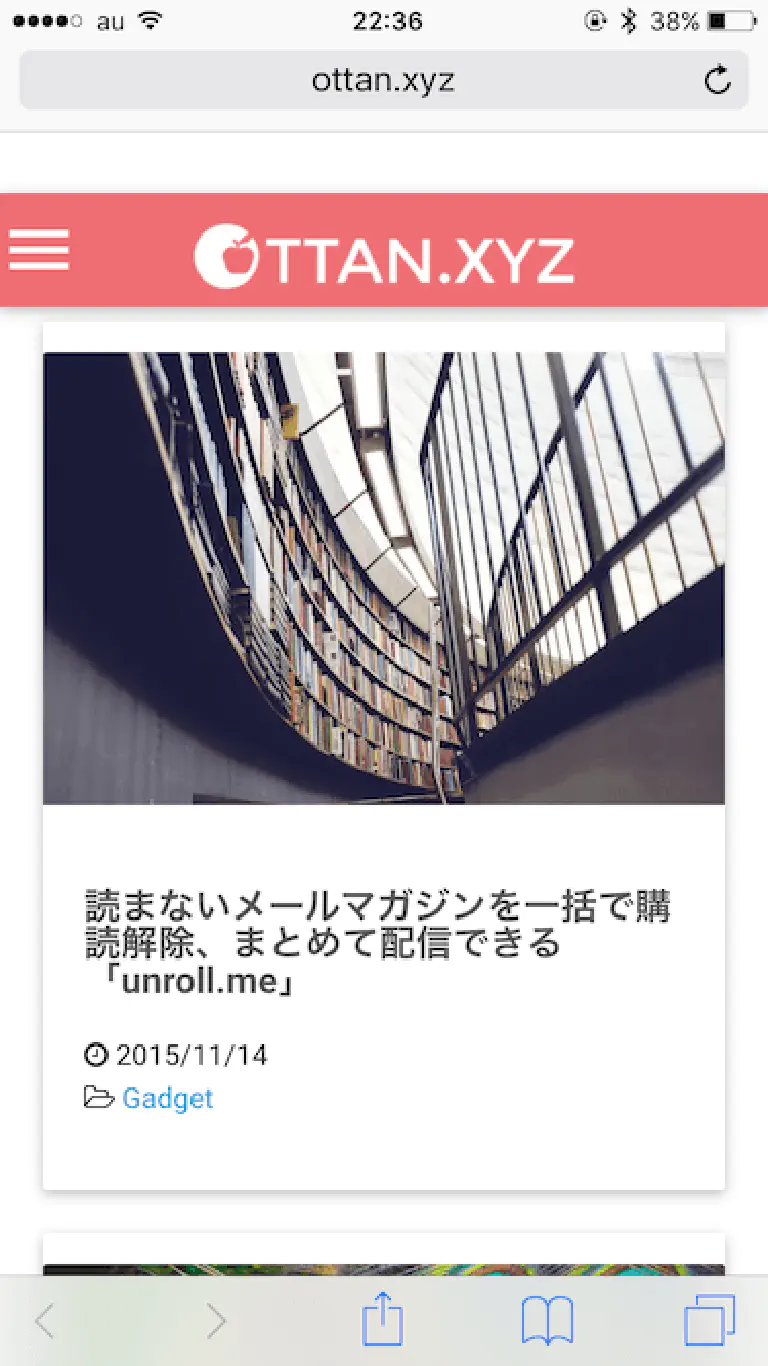 au 22:36 38%
ottan.xyz
OTTAN.XYZ
読まないメールマガジンを一括で購
読解除、まとめて配信できる
「unroll.me」
2015/11/14
Gadget